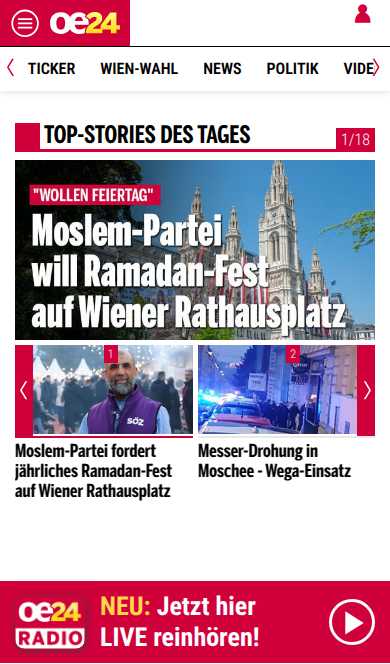 oe24
TICKER WIEN-WAHL NEWS POLITIK VIDE
TOP-STORIES DES TAGES
1/18
"WOLLEN FEIERTAG"
Moslem-Partei
will Ramadan-Fest
auf Wiener Rathausplatz
1
SÖZ
2
Moslem-Partei fordert
jährliches Ramadan-Fest
auf Wiener Rathausplatz
Messer-Drohung in
Moschee - Wega-Einsatz
oe24
RADIO
NEU: Jetzt hier
LIVE reinhören!